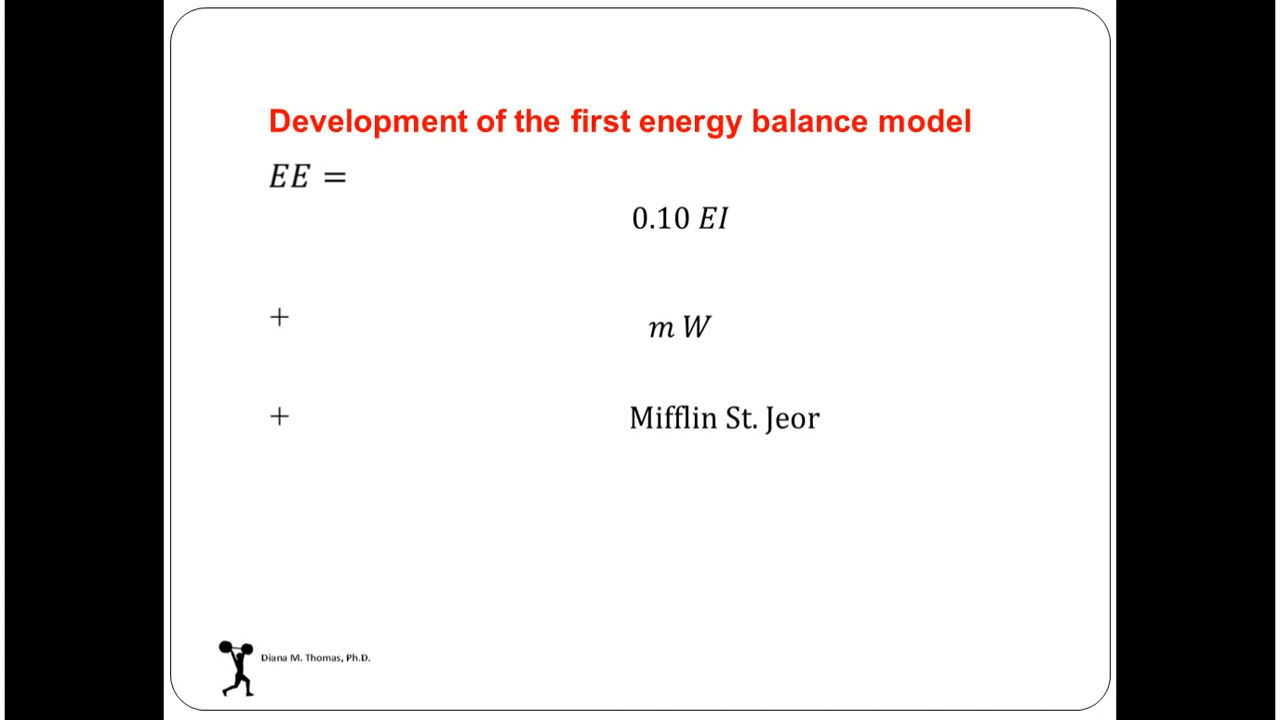 Development of the first energy balance model
EE =
0.10 EI
+ m W
+ Mifflin St. Jeor
Diana M. Thomas, Ph.D.